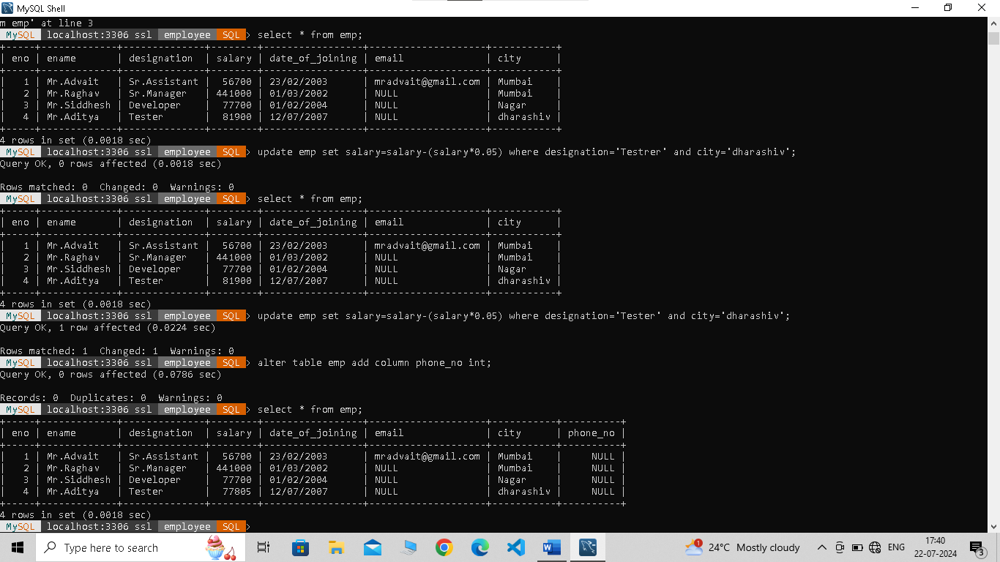 MySQL Shell
m emp' at line 3
MySQL localhost:3306 ssl employee SQL > select * from emp;
+-----+-------------+--------------+--------+-----------------+--------------------+-----------+
| eno | ename       | designation  | salary | date_of_joining | email              | city      |
+-----+-------------+--------------+--------+-----------------+--------------------+-----------+
|   1 | Mr.Advait   | Sr.Assistant |  56700 | 23/02/2003      | mradvait@gmail.com | Mumbai    |
|   2 | Mr.Raghav   | Sr.Manager   | 441000 | 01/03/2002      | NULL               | Mumbai    |
|   3 | Mr.Siddhesh | Developer    |  77700 | 01/02/2004      | NULL               | Nagar     |
|   4 | Mr.Aditya   | Tester       |  81900 | 12/07/2007      | NULL               | dharashiv |
+-----+-------------+--------------+--------+-----------------+--------------------+-----------+
4 rows in set (0.0018 sec)
MySQL localhost:3306 ssl employee SQL > update emp set salary=salary-(salary*0.05) where designation='Testrer' and city='dharashiv';
Query OK, 0 rows affected (0.0018 sec)

Rows matched: 0  Changed: 0  Warnings: 0
MySQL localhost:3306 ssl employee SQL > select * from emp;
+-----+-------------+--------------+--------+-----------------+--------------------+-----------+
| eno | ename       | designation  | salary | date_of_joining | email              | city      |
+-----+-------------+--------------+--------+-----------------+--------------------+-----------+
|   1 | Mr.Advait   | Sr.Assistant |  56700 | 23/02/2003      | mradvait@gmail.com | Mumbai    |
|   2 | Mr.Raghav   | Sr.Manager   | 441000 | 01/03/2002      | NULL               | Mumbai    |
|   3 | Mr.Siddhesh | Developer    |  77700 | 01/02/2004      | NULL               | Nagar     |
|   4 | Mr.Aditya   | Tester       |  81900 | 12/07/2007      | NULL               | dharashiv |
+-----+-------------+--------------+--------+-----------------+--------------------+-----------+
4 rows in set (0.0018 sec)
MySQL localhost:3306 ssl employee SQL > update emp set salary=salary-(salary*0.05) where designation='Tester' and city='dharashiv';
Query OK, 1 row affected (0.0224 sec)

Rows matched: 1  Changed: 1  Warnings: 0
MySQL localhost:3306 ssl employee SQL > alter table emp add column phone_no int;
Query OK, 0 rows affected (0.0786 sec)

Records: 0  Duplicates: 0  Warnings: 0
MySQL localhost:3306 ssl employee SQL > select * from emp;
+-----+-------------+--------------+--------+-----------------+--------------------+-----------+----------+
| eno | ename       | designation  | salary | date_of_joining | email              | city      | phone_no |
+-----+-------------+--------------+--------+-----------------+--------------------+-----------+----------+
|   1 | Mr.Advait   | Sr.Assistant |  56700 | 23/02/2003      | mradvait@gmail.com | Mumbai    |     NULL |
|   2 | Mr.Raghav   | Sr.Manager   | 441000 | 01/03/2002      | NULL               | Mumbai    |     NULL |
|   3 | Mr.Siddhesh | Developer    |  77700 | 01/02/2004      | NULL               | Nagar     |     NULL |
|   4 | Mr.Aditya   | Tester       |  77805 | 12/07/2007      | NULL               | dharashiv |     NULL |
+-----+-------------+--------------+--------+-----------------+--------------------+-----------+----------+
4 rows in set (0.0018 sec)
MySQL localhost:3306 ssl employee SQL >
Type here to search
1
24°C Mostly cloudy
ENG
17:40
22-07-2024
3